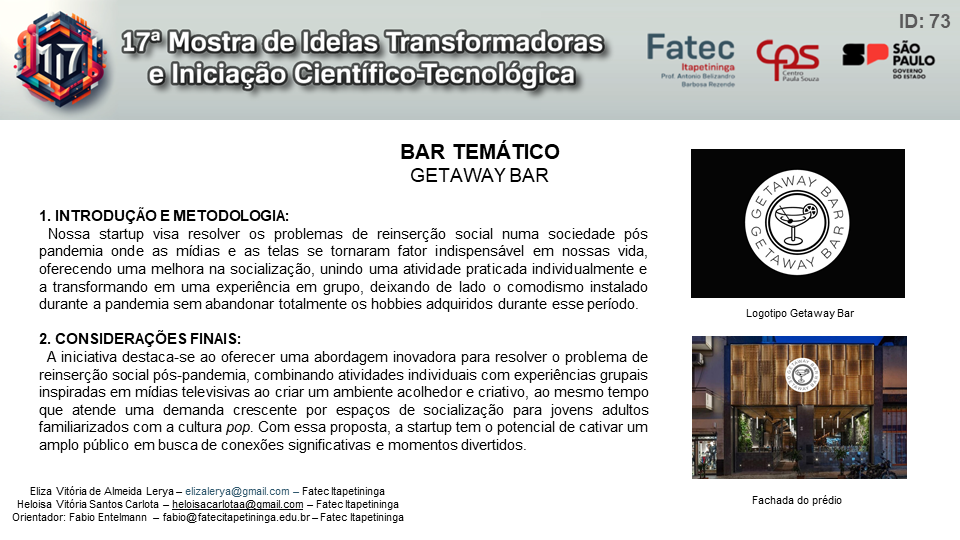 ID: 73
17ª Mostra de Ideias Transformadoras
e Iniciação Científico-Tecnológica
Fatec
Itapetininga
Prof. Antonio Belizandro
Barbosa Rezende
CPS
Centro
Paula Souza
SP
SÃO PAULO
GOVERNO
DO ESTADO
M17
BAR TEMÁTICO
GETAWAY BAR
1. INTRODUÇÃO E METODOLOGIA:
Nossa startup visa resolver os problemas de reinserção social numa sociedade pós
pandemia onde as mídias e as telas se tornaram fator indispensável em nossas vida,
oferecendo uma melhora na socialização, unindo uma atividade praticada individualmente e
a transformando em uma experiência em grupo, deixando de lado o comodismo instalado
durante a pandemia sem abandonar totalmente os hobbies adquiridos durante esse período.
2. CONSIDERAÇÕES FINAIS:
A iniciativa destaca-se ao oferecer uma abordagem inovadora para resolver o problema de
reinserção social pós-pandemia, combinando atividades individuais com experiências grupais
inspiradas em mídias televisivas ao criar um ambiente acolhedor e criativo, ao mesmo tempo
que atende uma demanda crescente por espaços de socialização para jovens adultos
familiarizados com a cultura pop. Com essa proposta, a startup tem o potencial de cativar um
amplo público em busca de conexões significativas e momentos divertidos.
GETAWAY BAR
GETAWAY BAR
Logotipo Getaway Bar
GETAWAY BAR
GETAWAY BAR
Fachada do prédio
Eliza Vitória de Almeida Lerya – elizalerya@gmail.com – Fatec Itapetininga
Heloisa Vitória Santos Carlota – heloisacarlotaa@gmail.com – Fatec Itapetininga
Orientador: Fabio Entelmann – fabio@fatecitapetininga.edu.br – Fatec Itapetininga